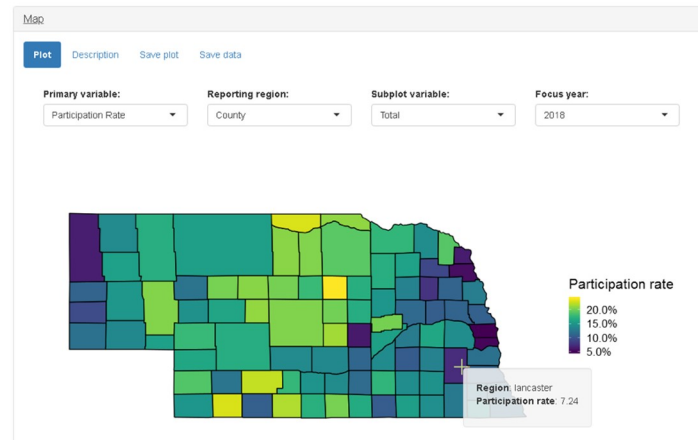 Map
Plot Description Save plot Save data
Primary variable: Reporting region: Subplot variable: Focus year:
Participation Rate County Total 2018
Participation rate
20.0%
15.0%
10.0%
5.0%
Region: lancaster
Participation rate: 7.24